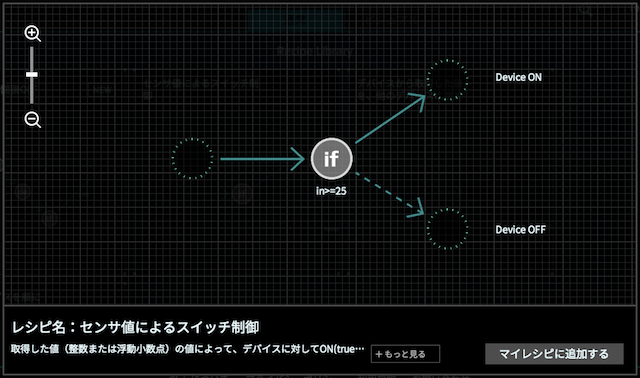 Recipe Library
Device ON
if
in>=25
Device OFF
レシピ名：センサ値によるスイッチ制御
取得した値（整数または浮動小数点）の値によって、デバイスに対してON(true…
+ もっと見る
マイレシピに追加する